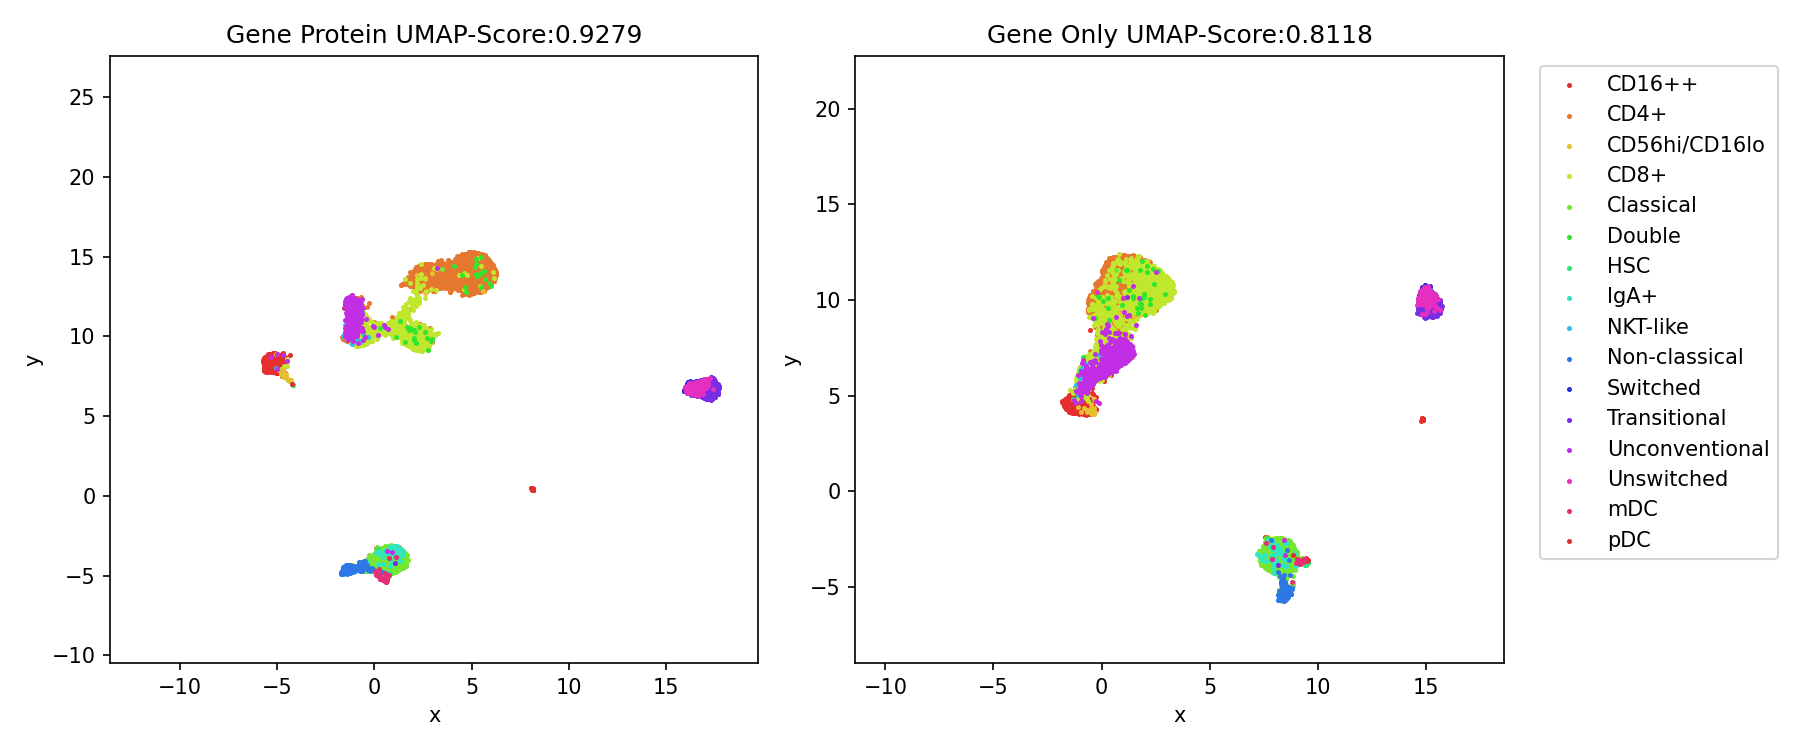 Gene Protein UMAP-Score:0.9279
25
20
15
10
5
0
−5
−10
y
−10
−5
0
5
10
15
x
Gene Only UMAP-Score:0.8118
20
15
10
5
0
−5
y
−10
−5
0
5
10
15
x
CD16++
CD4+
CD56hi/CD16lo
CD8+
Classical
Double
HSC
IgA+
NKT-like
Non-classical
Switched
Transitional
Unconventional
Unswitched
mDC
pDC